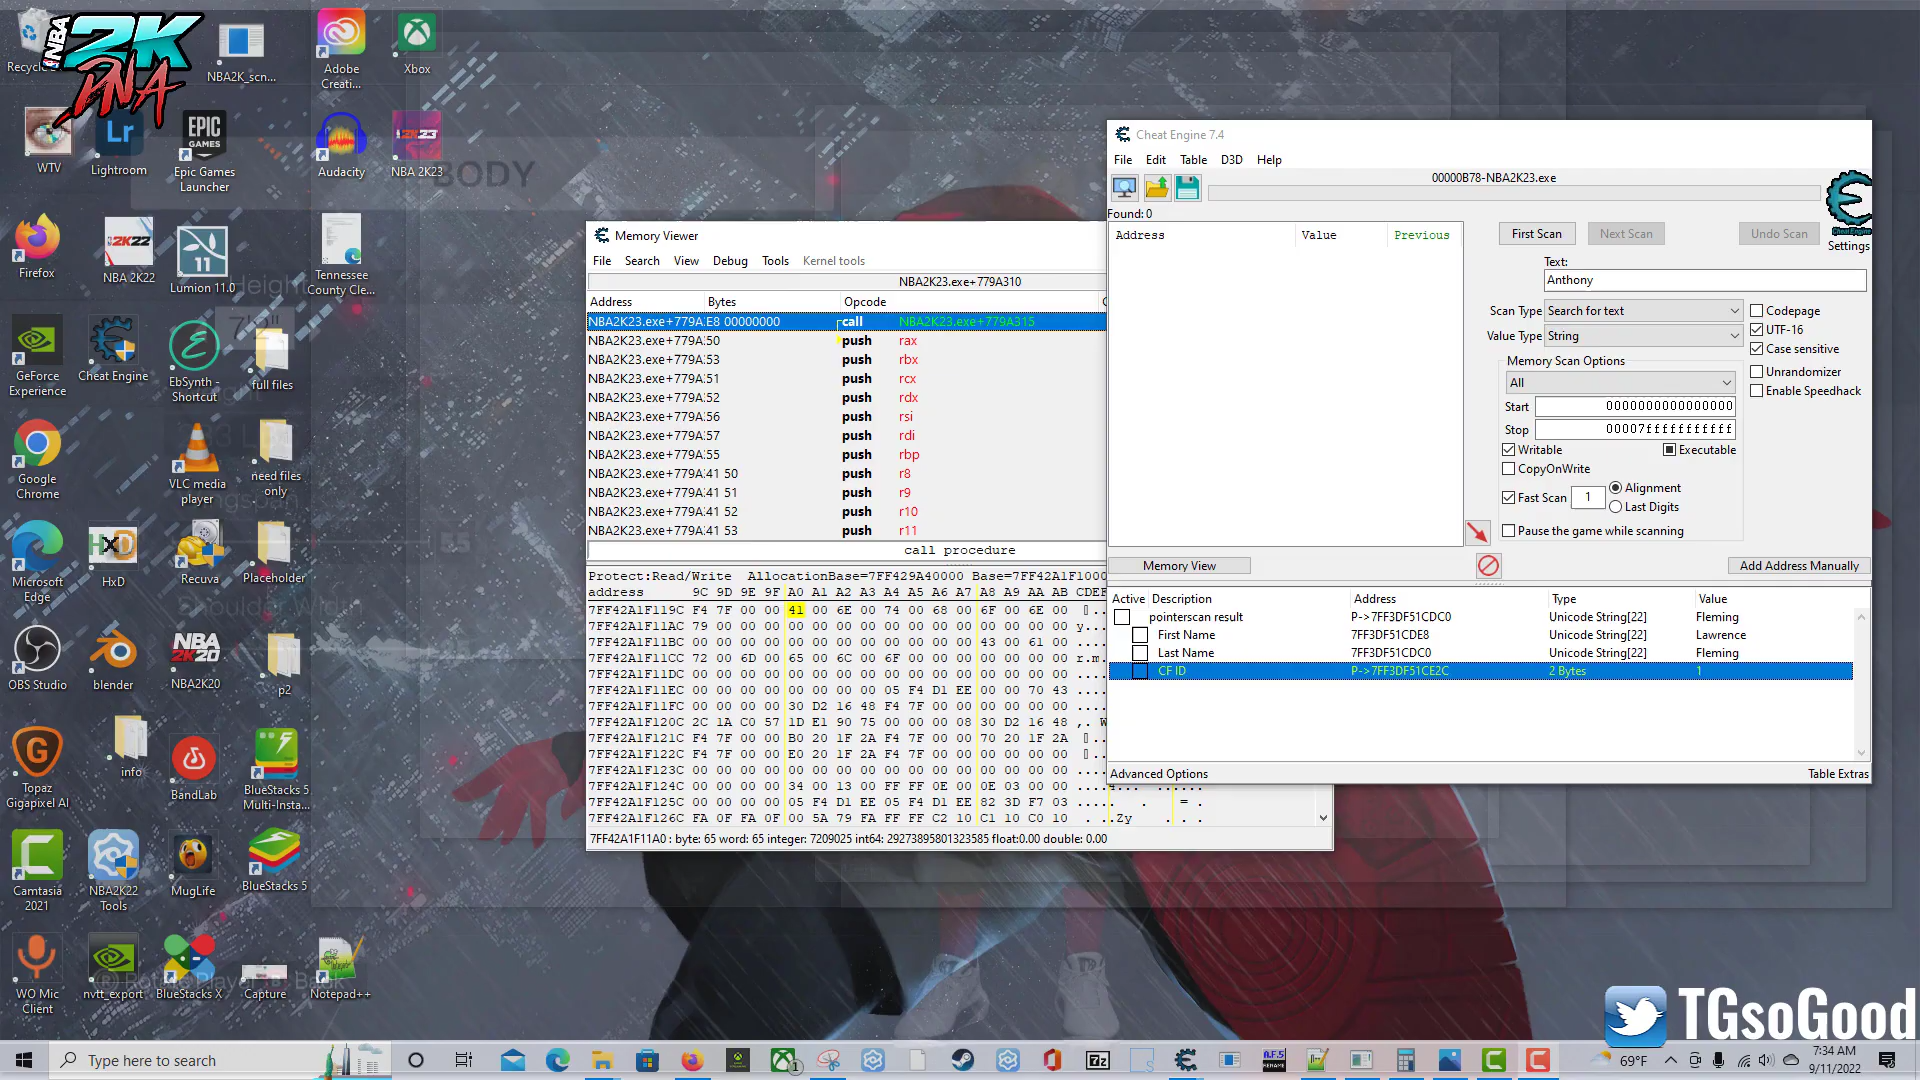 NBA
2K
DNA
Recycle
NBA2K_scn...
Adobe
Creati...
Xbox
WTV
Lightroom
Epic Games
Launcher
Audacity
NBA 2K23
BODY
Firefox
NBA 2K22
Lumion 11.0
Tennessee
County Cle...
Height
7'2"
GeForce
Experience
Cheat Engine
EbSynth -
Shortcut
full files
Google
Chrome
VLC media
player
need files
only
Microsoft
Edge
HxD
Recuva
Placeholder
Shoulder Width
OBS Studio
blender
NBA2K20
p2
Topaz
Gigapixel AI
info
BandLab
BlueStacks 5
Multi-Insta...
Camtasia
2021
NBA2K22
Tools
MugLife
BlueStacks 5
WO Mic
Client
nvtt_export
BlueStacks X
Capture
Notepad++
Memory Viewer
File Search View Debug Tools Kernel tools
NBA2K23.exe+779A310
Address Bytes Opcode
NBA2K23.exe+779A E8 00000000 call NBA2K23.exe+779A315
NBA2K23.exe+779A 50 push rax
NBA2K23.exe+779A 53 push rbx
NBA2K23.exe+779A 51 push rcx
NBA2K23.exe+779A 52 push rdx
NBA2K23.exe+779A 56 push rsi
NBA2K23.exe+779A 57 push rdi
NBA2K23.exe+779A 55 push rbp
NBA2K23.exe+779A 41 50 push r8
NBA2K23.exe+779A 41 51 push r9
NBA2K23.exe+779A 41 52 push r10
NBA2K23.exe+779A 41 53 push r11
call procedure
Protect:Read/Write AllocationBase=7FF429A40000 Base=7FF42A1F1000
address 9C 9D 9E 9F A0 A1 A2 A3 A4 A5 A6 A7 A8 A9 AA AB CDEF
7FF42A1F119C F4 7F 00 00 41 00 6E 00 74 00 68 00 6F 00 6E 00
7FF42A1F11AC 79 00 00 00 00 00 00 00 00 00 00 00 00 00 00 00 y...
7FF42A1F11BC 00 00 00 00 00 00 00 00 00 00 00 00 43 00 61 00 ....
7FF42A1F11CC 72 00 6D 00 65 00 6C 00 6F 00 00 00 00 00 00 00 r.m.
7FF42A1F11DC 00 00 00 00 00 00 00 00 00 00 00 00 00 00 00 00 ....
7FF42A1F11EC 00 00 00 00 00 00 00 00 05 F4 D1 EE 00 00 70 43 ....
7FF42A1F11FC 00 00 00 00 30 D2 16 48 F4 7F 00 00 00 00 00 00 ....
7FF42A1F120C 2C 1A C0 57 1D E1 90 75 00 00 00 08 30 D2 16 48 ,. W
7FF42A1F121C F4 7F 00 00 B0 20 1F 2A F4 7F 00 00 70 20 1F 2A
7FF42A1F122C F4 7F 00 00 E0 20 1F 2A F4 7F 00 00 00 00 00 00
7FF42A1F123C 00 00 00 00 00 00 00 00 00 00 00 00 00 00 00 00 ....
7FF42A1F124C 00 00 00 00 34 00 13 00 FF FF 0E 00 0E 03 00 00 ....4... ......
7FF42A1F125C 00 00 00 00 05 F4 D1 EE 05 F4 D1 EE 82 3D F7 03 .... . . = .
7FF42A1F126C FA 0F FA 0F 00 5A 79 FA FF FF C2 10 C1 10 C0 10 . ..Zy . . .
7FF42A1F11A0 : byte: 65 word: 65 integer: 7209025 int64: 29273895801323585 float:0.00 double: 0.00
Cheat Engine 7.4
File Edit Table D3D Help
00000B78-NBA2K23.exe
Found: 0
Address Value Previous
First Scan Next Scan Undo Scan
Settings
Text:
Anthony
Scan Type Search for text Codepage
UTF-16
Value Type String Case sensitive
Memory Scan Options
Unrandomizer
All
Enable Speedhack
Start 0000000000000000
Stop 00007fffffffffff
Writable Executable
CopyOnWrite
Fast Scan 1 Alignment
Last Digits
Pause the game while scanning
Memory View Add Address Manually
Active Description Address Type Value
pointerscan result P->7FF3DF51CDC0 Unicode String[22] Fleming
First Name 7FF3DF51CDE8 Unicode String[22] Lawrence
Last Name 7FF3DF51CDC0 Unicode String[22] Fleming
CF ID P->7FF3DF51CE2C 2 Bytes 1
Advanced Options Table Extras
TGsoGood
Type here to search
69°F
7:34 AM
9/11/2022